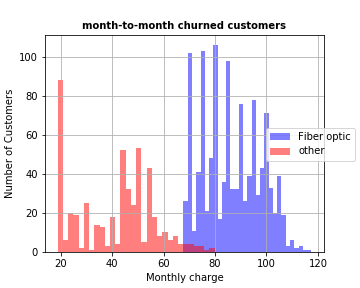 month-to-month churned customers
100
80
60
40
20
0
Number of Customers
20 40 60 80 100 120
Monthly charge
Fiber optic
other